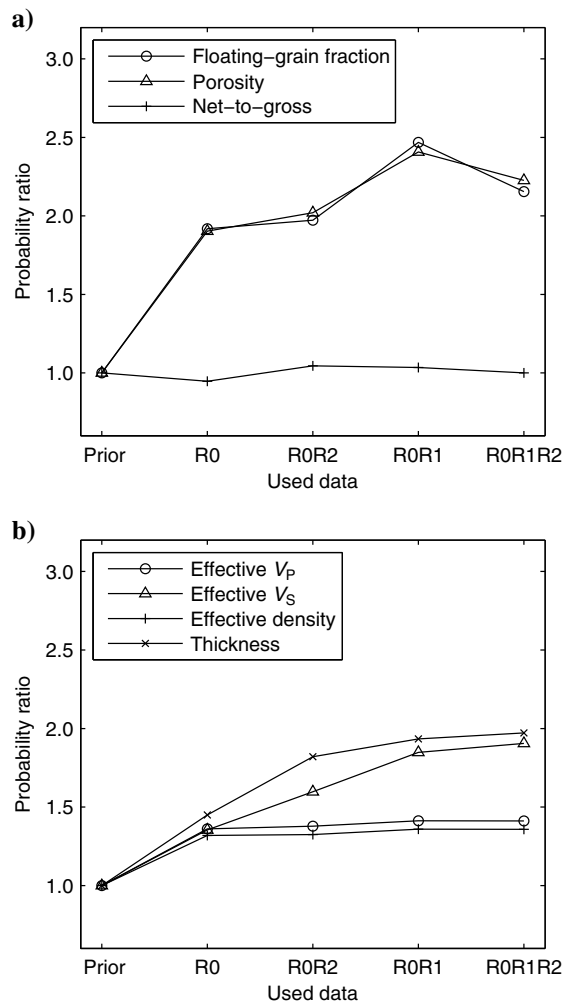 a)
3.0
2.5
2.0
1.5
1.0
Probability ratio
Floating–grain fraction
Porosity
Net–to–gross
Prior R0 R0R2 R0R1 R0R1R2
Used data
b)
3.0
2.5
2.0
1.5
1.0
Probability ratio
Effective VP
Effective VS
Effective density
Thickness
Prior R0 R0R2 R0R1 R0R1R2
Used data